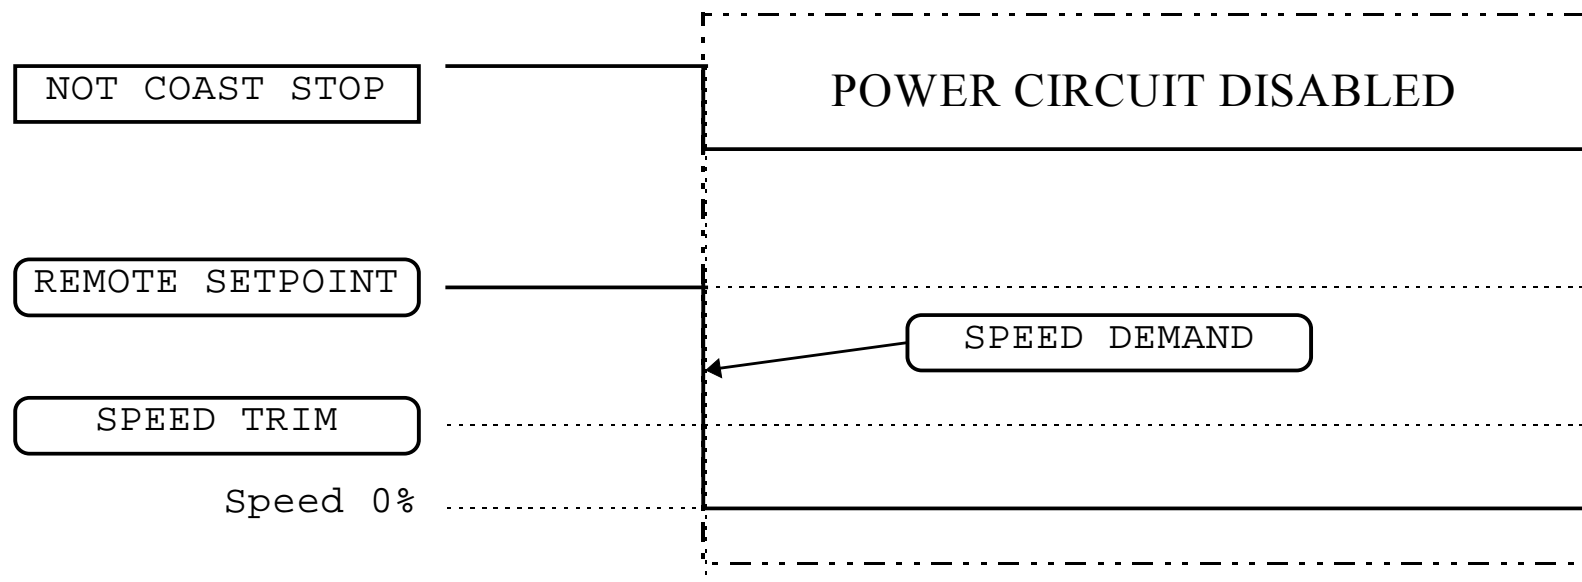 NOT COAST STOP
POWER CIRCUIT DISABLED
REMOTE SETPOINT
SPEED DEMAND
SPEED TRIM
Speed 0%